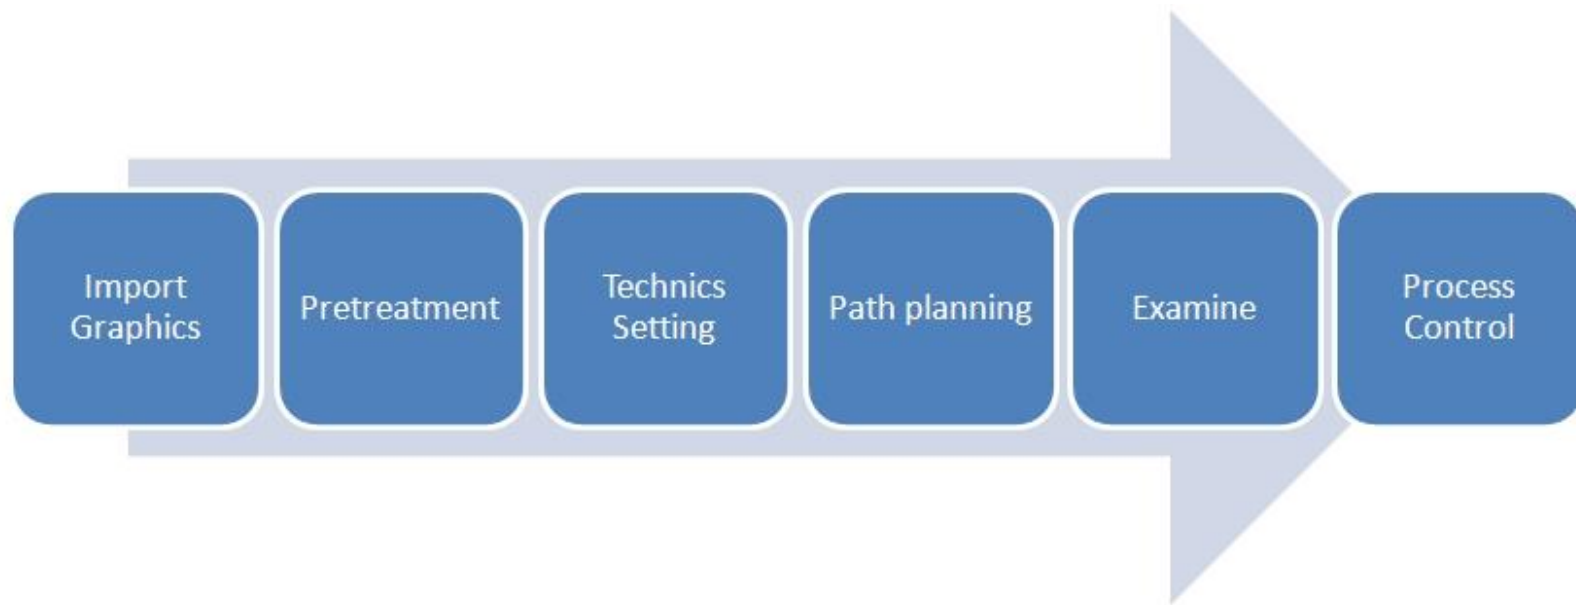 Import
Graphics
Pretreatment
Technics
Setting
Path planning
Examine
Process
Control